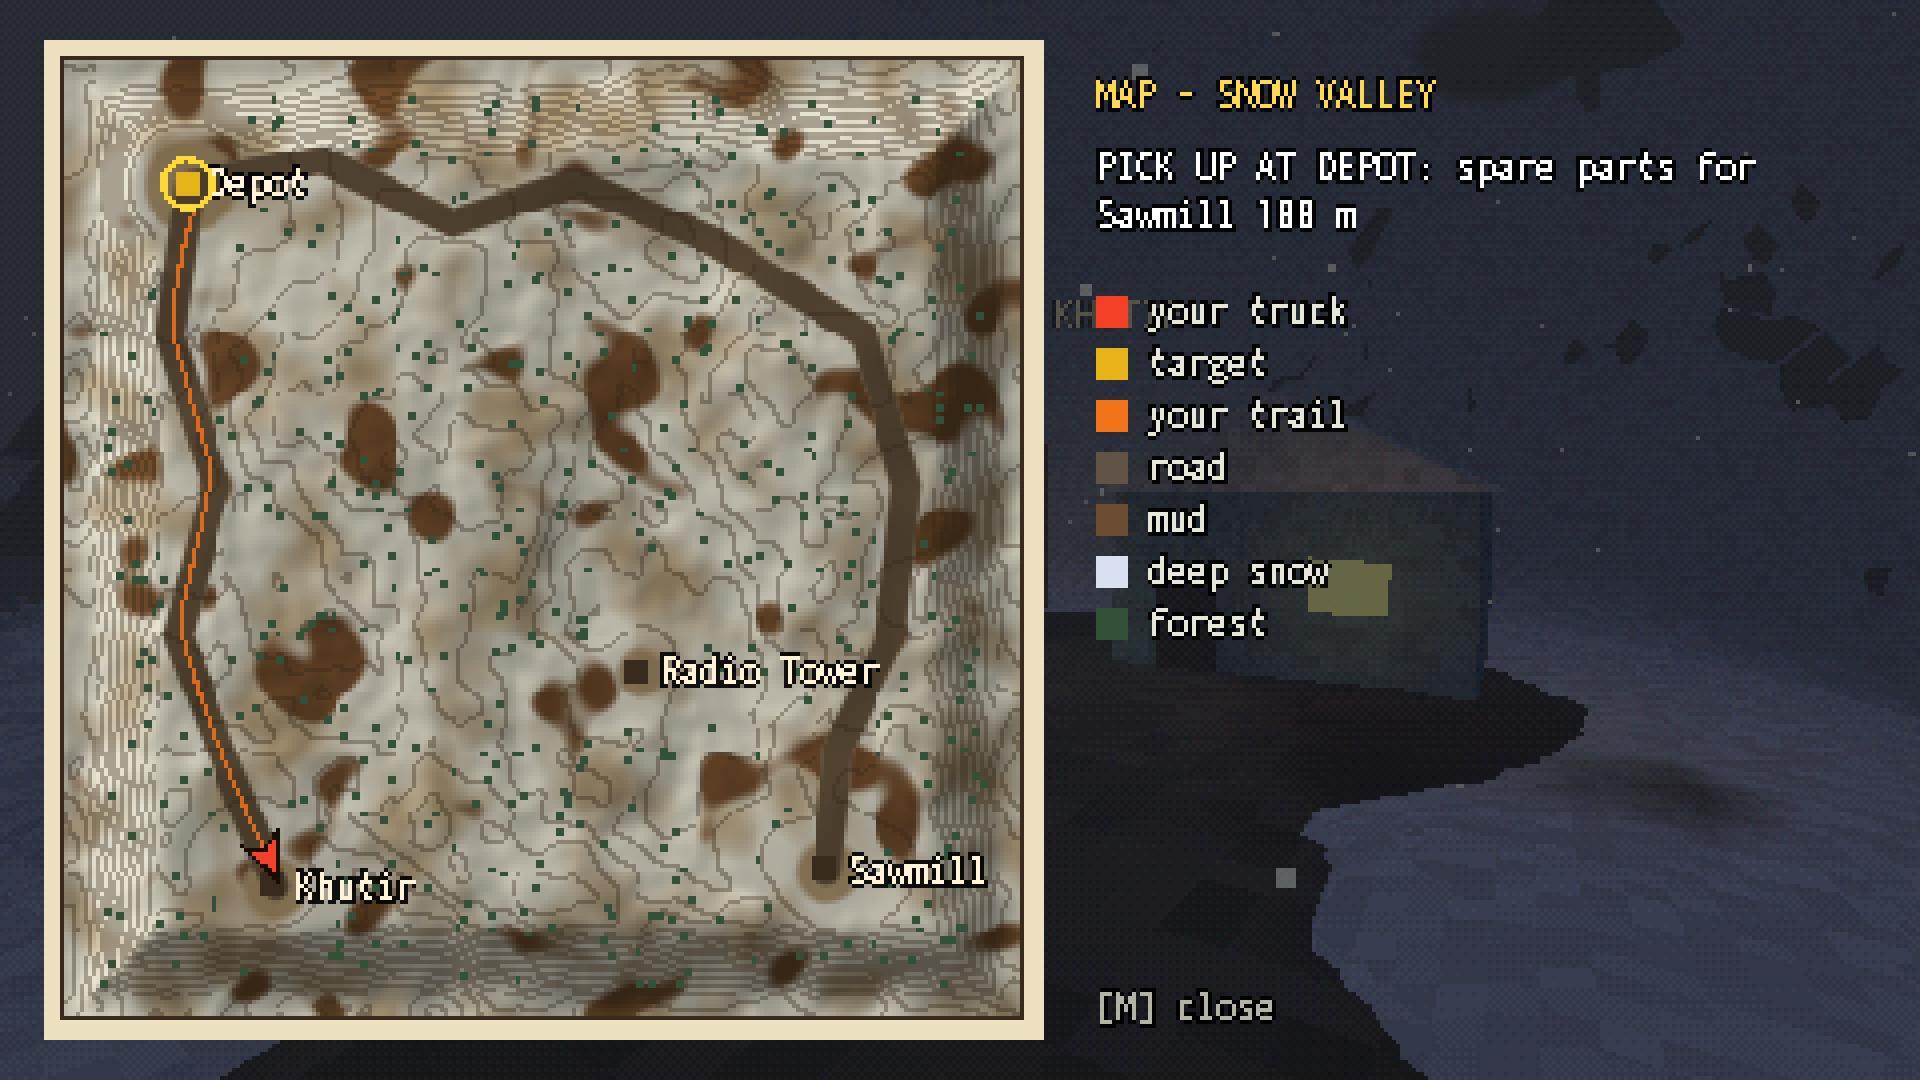 MAP - SNOW VALLEY
PICK UP AT DEPOT: spare parts for
Sawmill 188 m
your truck
target
your trail
road
mud
deep snow
forest
[M] close
Depot
Radio Tower
Sawmill
Khutir